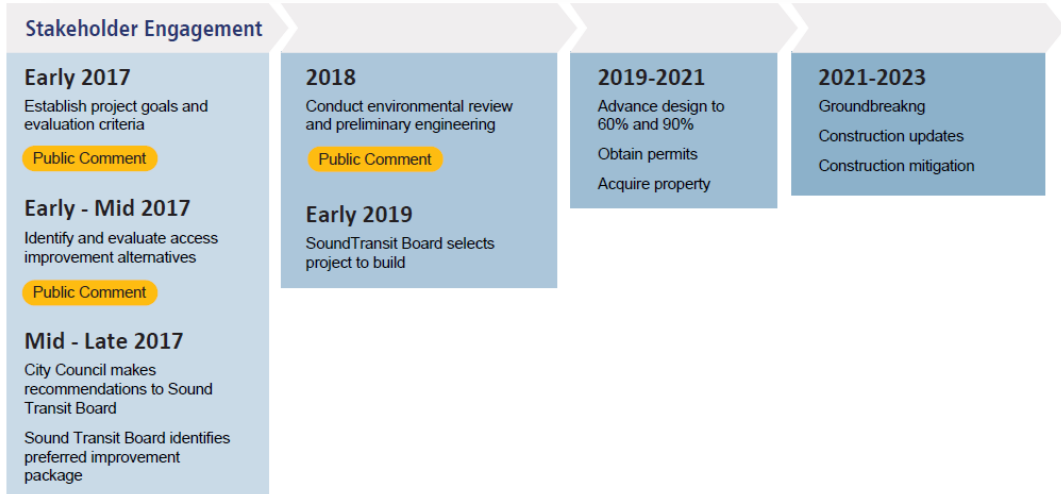 Stakeholder Engagement
Early 2017
Establish project goals and
evaluation criteria
Public Comment
Early - Mid 2017
Identify and evaluate access
improvement alternatives
Public Comment
Mid - Late 2017
City Council makes
recommendations to Sound
Transit Board
Sound Transit Board identifies
preferred improvement
package
2018
Conduct environmental review
and preliminary engineering
Public Comment
Early 2019
SoundTransit Board selects
project to build
2019-2021
Advance design to
60% and 90%
Obtain permits
Acquire property
2021-2023
Groundbreakng
Construction updates
Construction mitigation